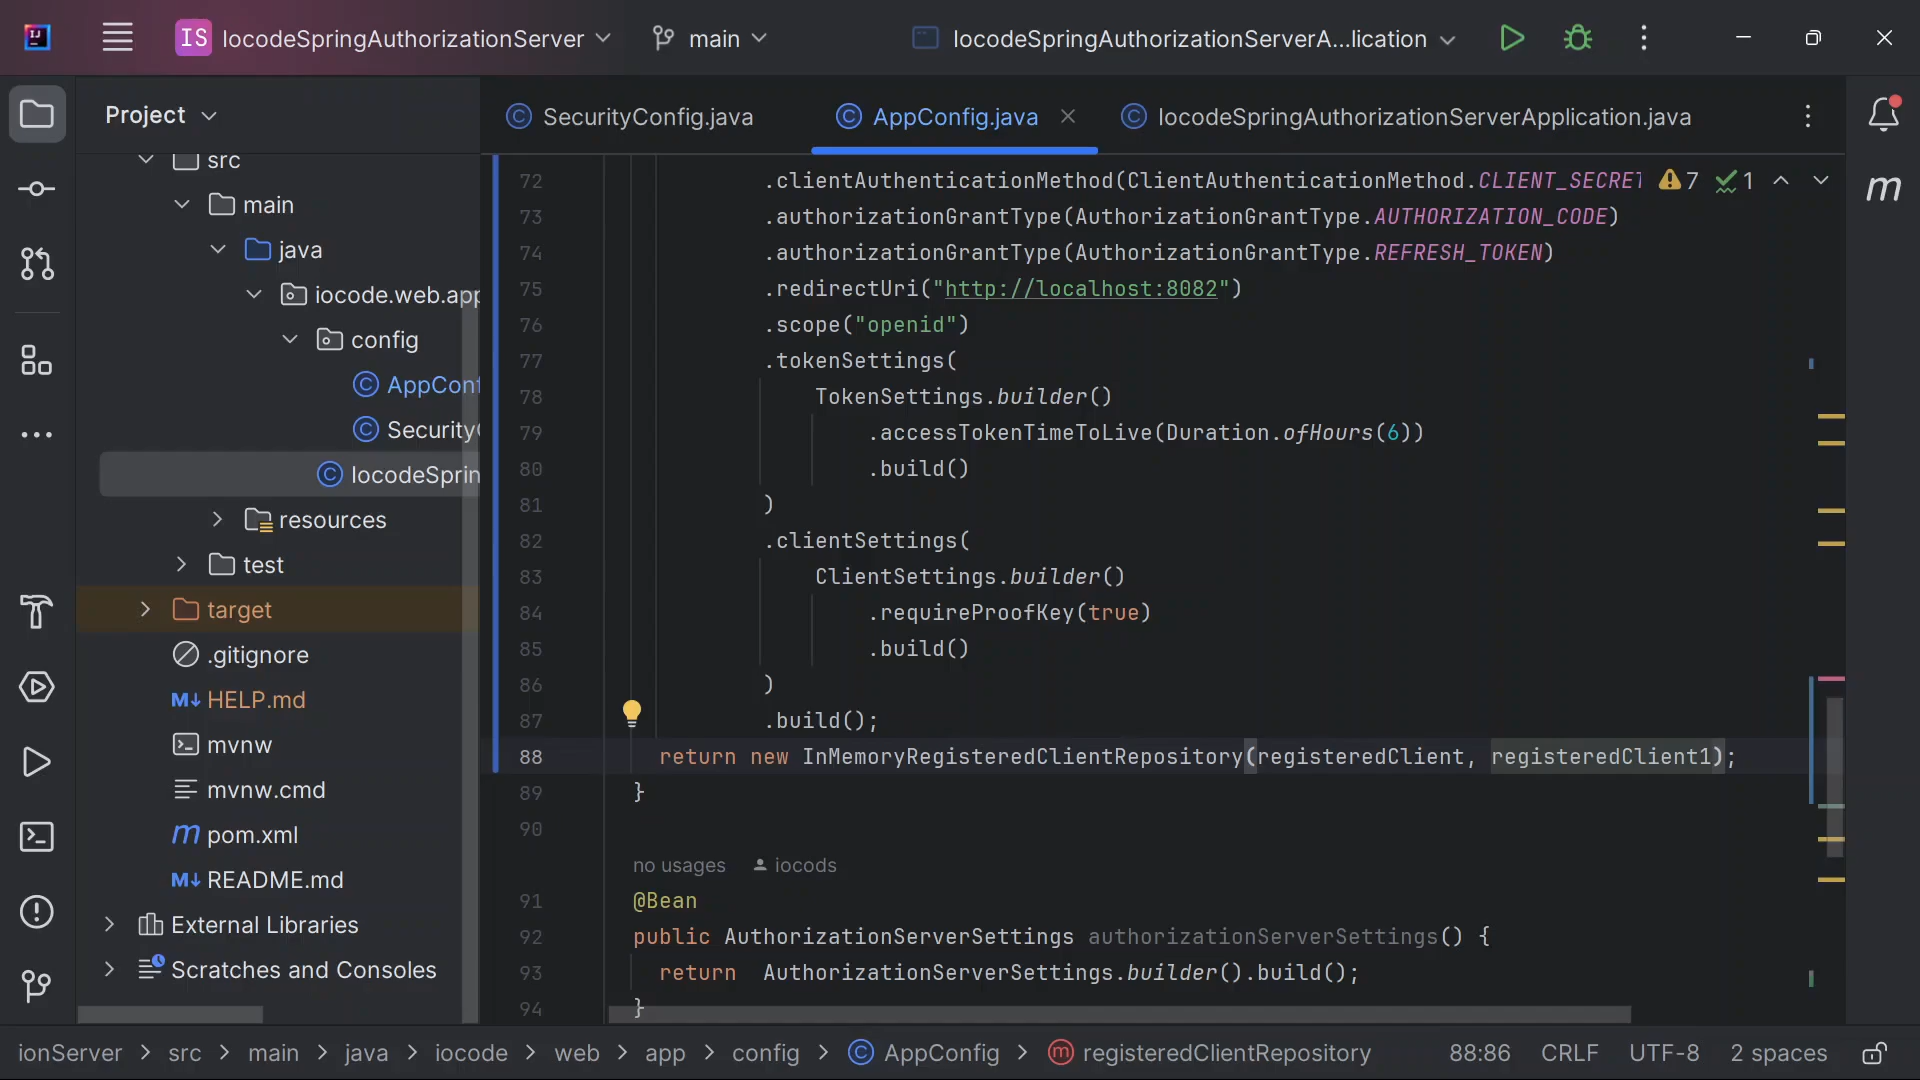 IS IocodeSpringAuthorizationServer main IocodeSpringAuthorizationServerA...lication
Project
src
main
java
iocode.web.app
config
AppConf
Security
IocodeSprin
resources
test
target
.gitignore
HELP.md
mvnw
mvnw.cmd
pom.xml
README.md
External Libraries
Scratches and Consoles
SecurityConfig.java AppConfig.java IocodeSpringAuthorizationServerApplication.java
72 .clientAuthenticationMethod(ClientAuthenticationMethod.CLIENT_SECRET 7 1
73 .authorizationGrantType(AuthorizationGrantType.AUTHORIZATION_CODE)
74 .authorizationGrantType(AuthorizationGrantType.REFRESH_TOKEN)
75 .redirectUri("http://localhost:8082")
76 .scope("openid")
77 .tokenSettings(
78 TokenSettings.builder()
79 .accessTokenTimeToLive(Duration.ofHours(6))
80 .build()
81 )
82 .clientSettings(
83 ClientSettings.builder()
84 .requireProofKey(true)
85 .build()
86 )
87 .build();
88 return new InMemoryRegisteredClientRepository(registeredClient, registeredClient1);
89 }
90
no usages iocods
91 @Bean
92 public AuthorizationServerSettings authorizationServerSettings() {
93 return AuthorizationServerSettings.builder().build();
94 }
ionServer > src > main > java > iocode > web > app > config > AppConfig > registeredClientRepository 88:86 CRLF UTF-8 2 spaces